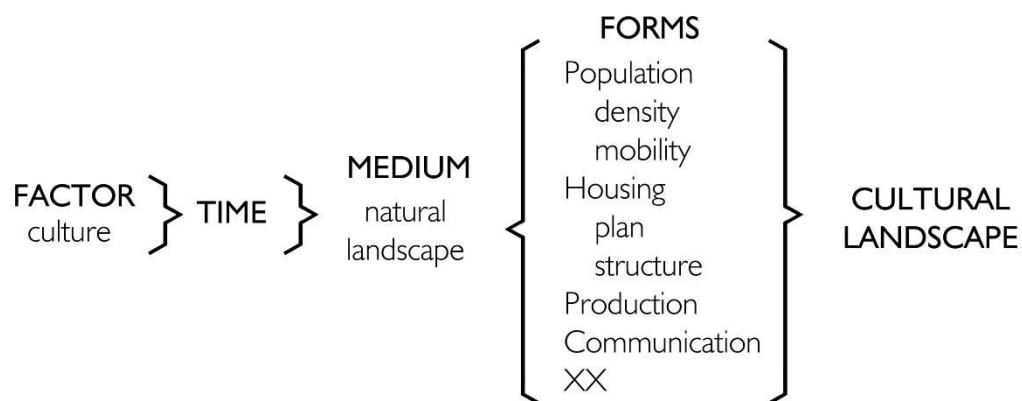 FACTOR
culture
TIME
MEDIUM
natural
landscape
FORMS
Population
density
mobility
Housing
plan
structure
Production
Communication
XX
CULTURAL
LANDSCAPE